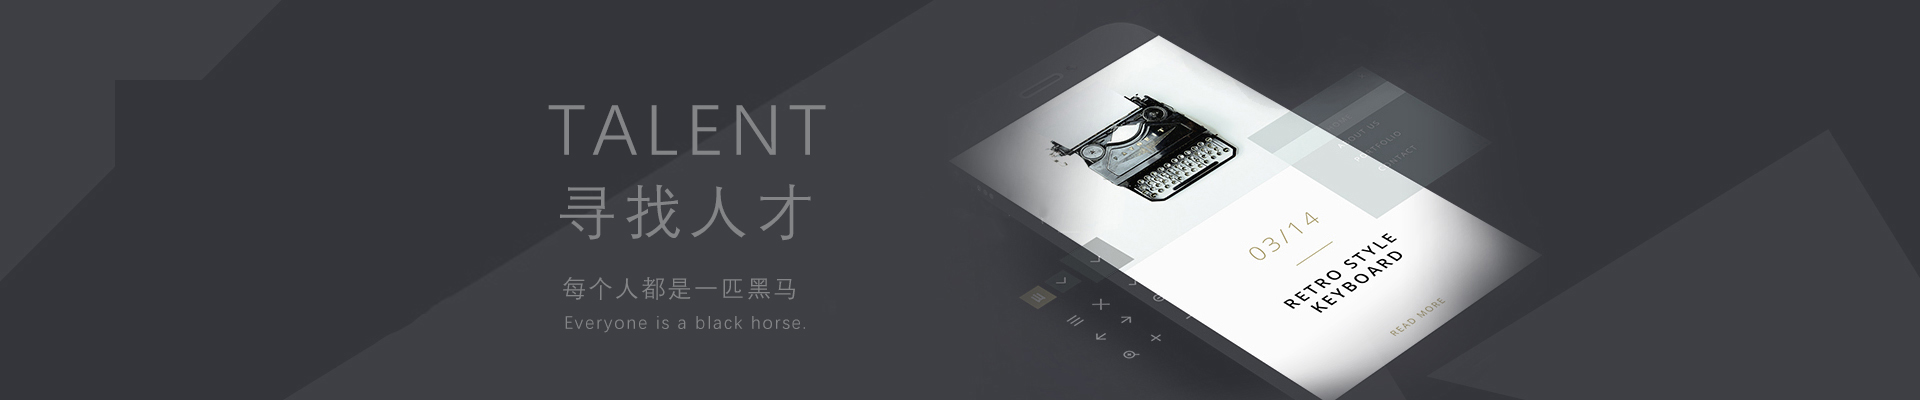 TALENT
寻找人才
每个人都是一匹黑马
Everyone is a black horse.
ABOUT US
PORTFOLIO
CONTACT
03/14
RETRO STYLE
KEYBOARD
READ MORE